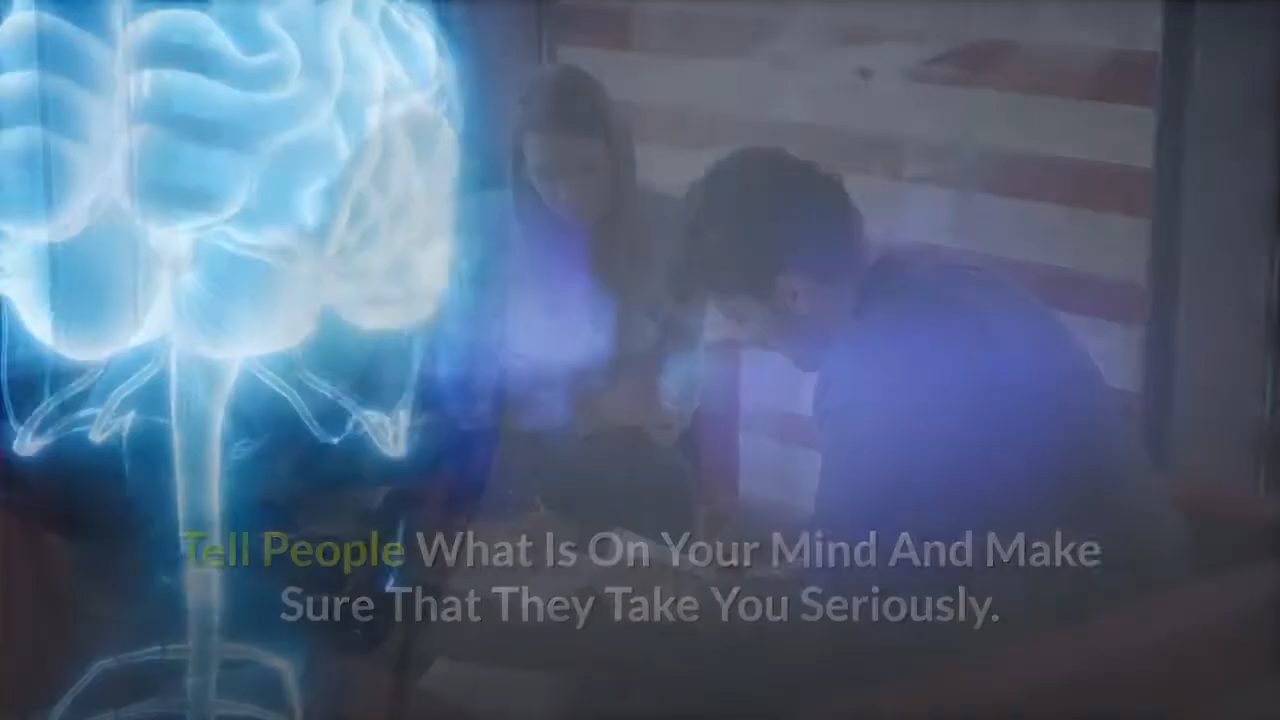 Tell People What Is On Your Mind And Make
Sure That They Take You Seriously.